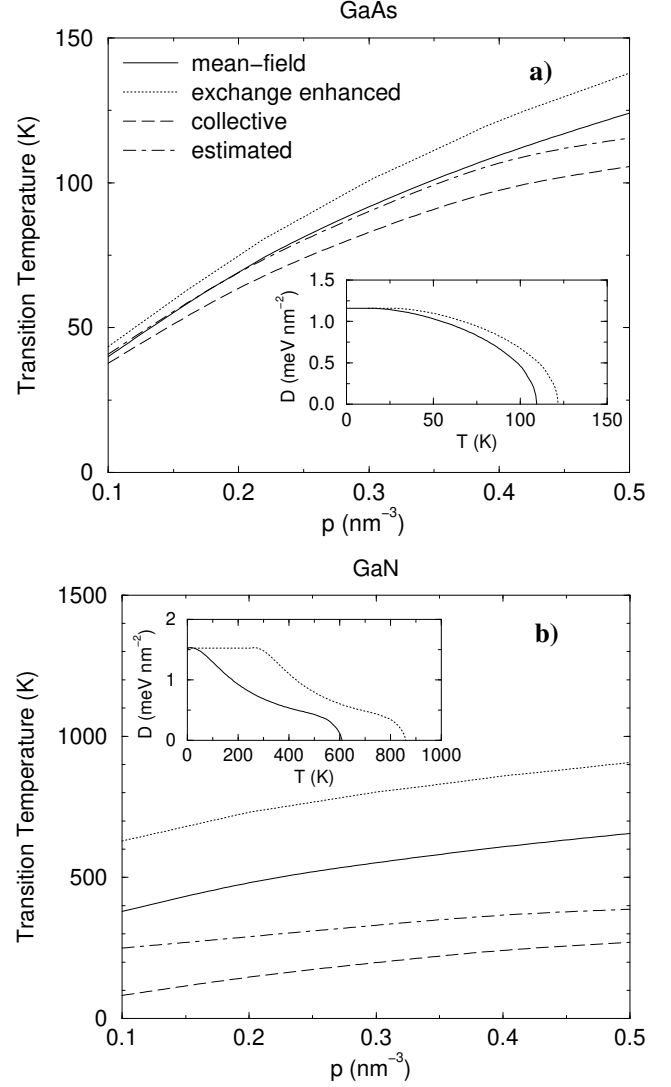 GaAs
150
a)
mean-field
exchange enhanced
collective
estimated
100
50
0
Transition Temperature (K)
1.5
1.0
0.5
0.0
D (meV nm⁻²)
0 50 100 150
T (K)
0.1 0.2 0.3 0.4 0.5
p (nm⁻³)
GaN
1500
b)
2
1
0
D (meV nm⁻²)
0 200 400 600 800 1000
T (K)
1000
500
0
Transition Temperature (K)
0.1 0.2 0.3 0.4 0.5
p (nm⁻³)